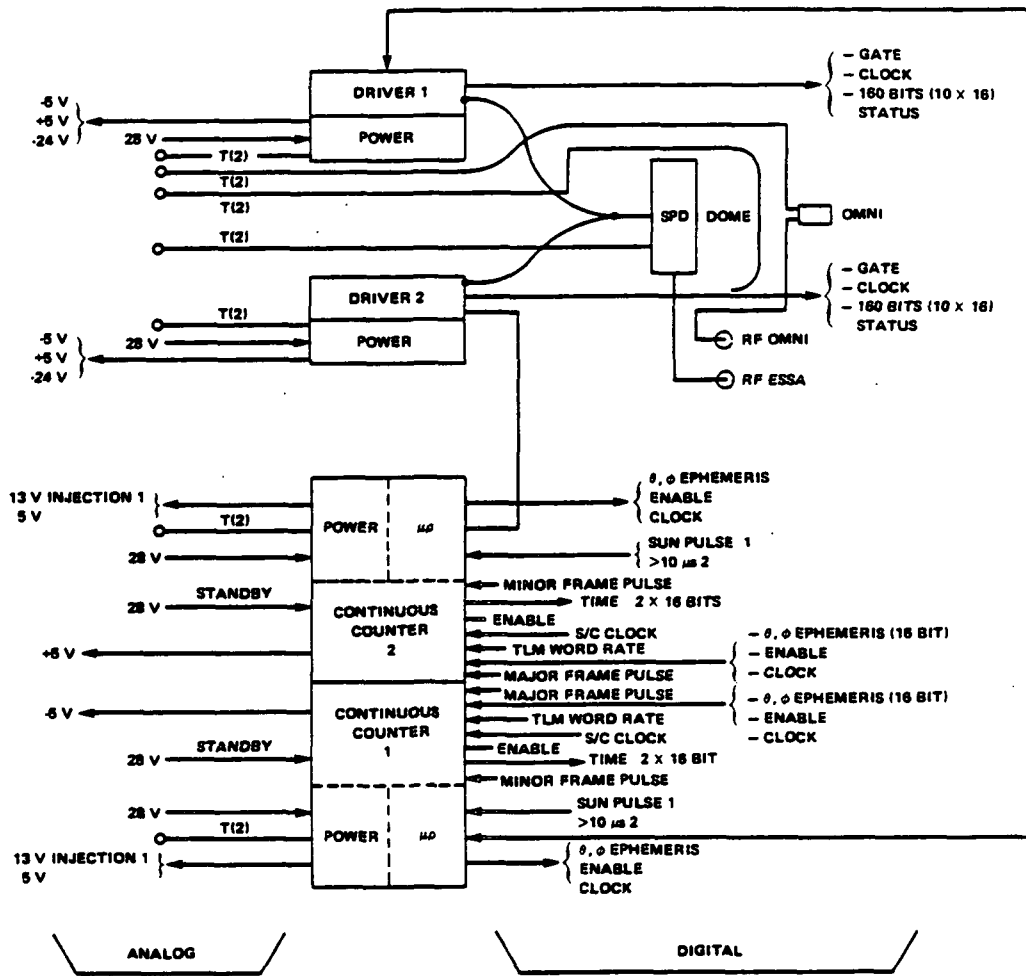 DRIVER 1
POWER
-5 V
+5 V
-24 V
28 V
T(2)
T(2)
T(2)
T(2)
- GATE
- CLOCK
- 160 BITS (10 × 16)
STATUS
SPD
DOME
OMNI
DRIVER 2
POWER
T(2)
-5 V
+5 V
-24 V
28 V
- GATE
- CLOCK
- 160 BITS (10 × 16)
STATUS
RF OMNI
RF ESSA
13 V INJECTION 1
5 V
T(2)
28 V
POWER
μρ
θ, φ EPHEMERIS
ENABLE
CLOCK
SUN PULSE 1
>10 μs 2
STANDBY
28 V
+5 V
CONTINUOUS
COUNTER
2
MINOR FRAME PULSE
TIME 2 × 16 BITS
ENABLE
S/C CLOCK
TLM WORD RATE
MAJOR FRAME PULSE
- θ, φ EPHEMERIS (16 BIT)
- ENABLE
- CLOCK
-5 V
STANDBY
28 V
CONTINUOUS
COUNTER
1
MAJOR FRAME PULSE
TLM WORD RATE
S/C CLOCK
ENABLE
TIME 2 × 16 BIT
MINOR FRAME PULSE
- θ, φ EPHEMERIS (16 BIT)
- ENABLE
- CLOCK
28 V
T(2)
13 V INJECTION 1
5 V
POWER
μρ
SUN PULSE 1
>10 μs 2
θ, φ EPHEMERIS
ENABLE
CLOCK
ANALOG
DIGITAL